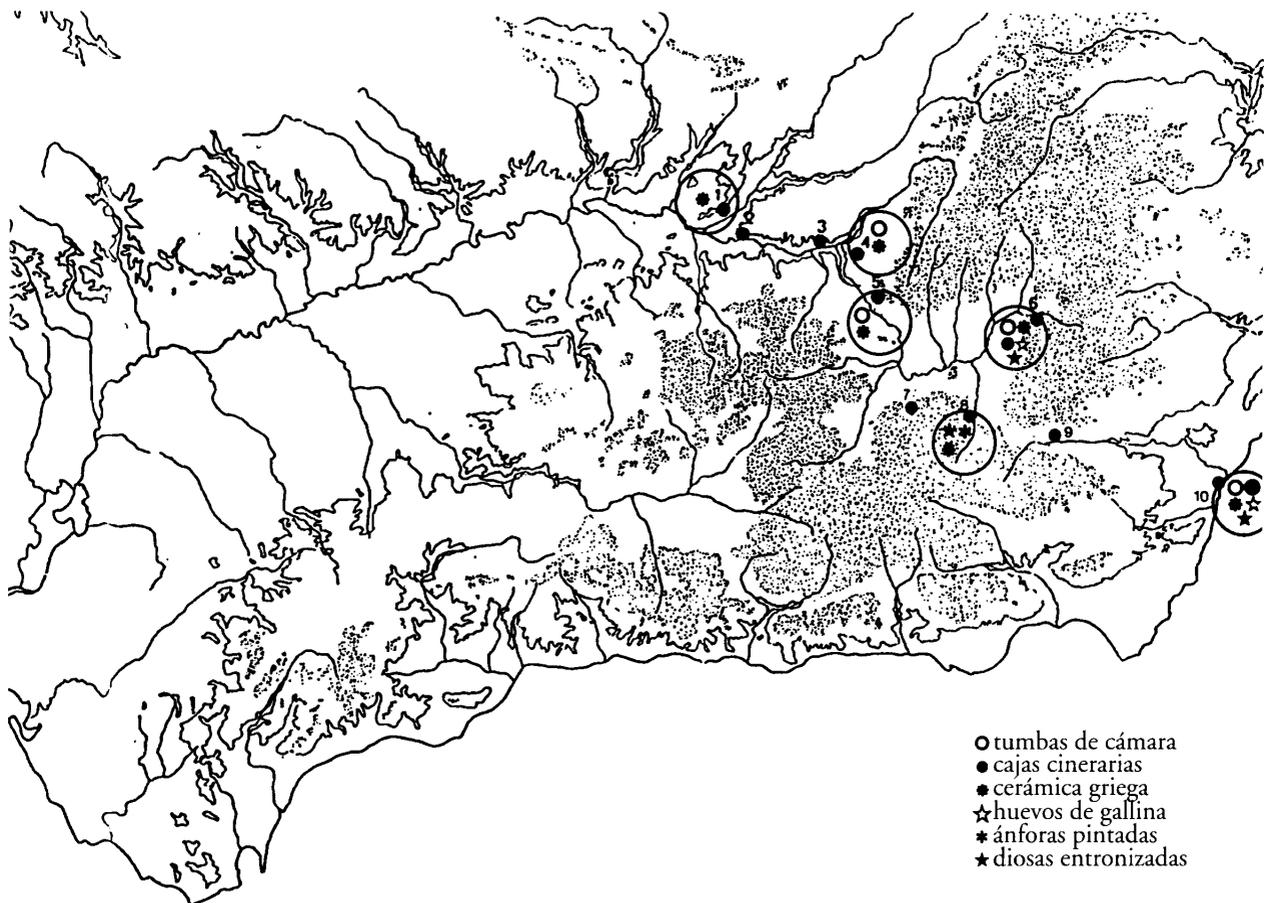 2
3
4
5
6
7
8
9
10
tumbas de cámara
cajas cinerarias
cerámica griega
huevos de gallina
ánforas pintadas
diosas entronizadas